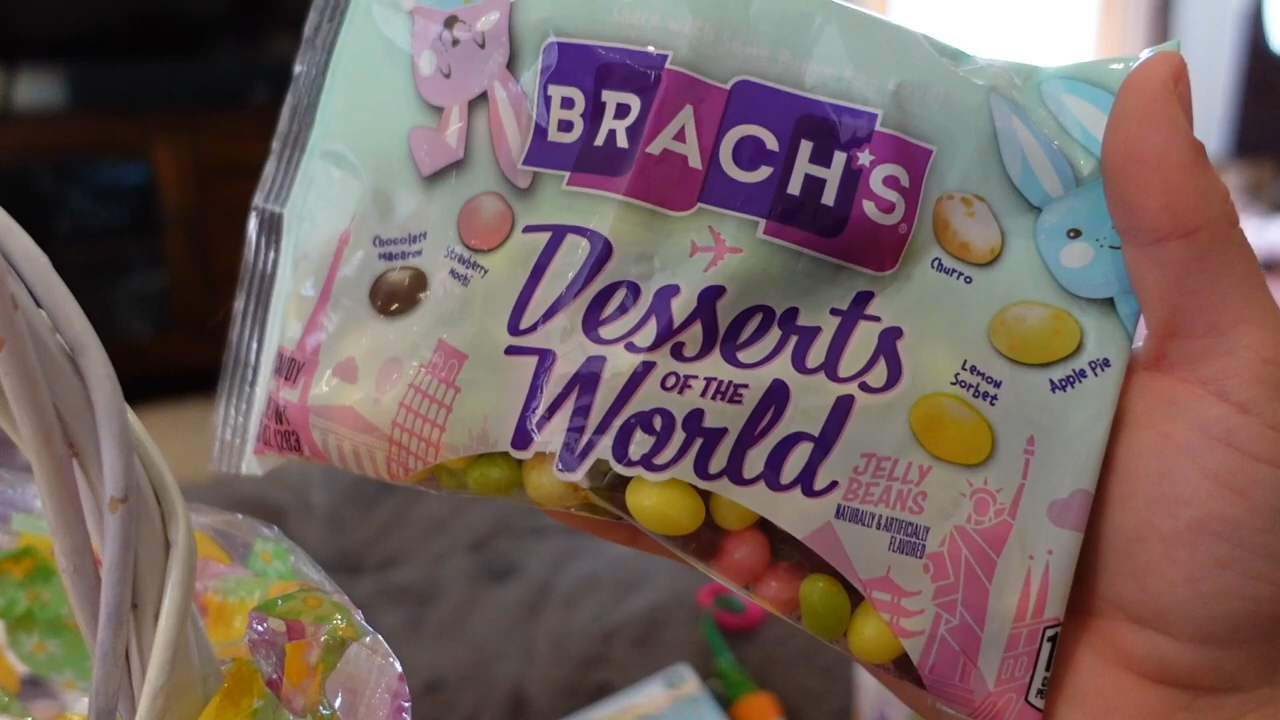 BRACH'S
Chocolate
Macaron
Strawberry
Mochi
Churro
Desserts
OF THE
World
Lemon
Sorbet
Apple Pie
JELLY
BEANS
NATURALLY & ARTIFICIALLY
FLAVORED